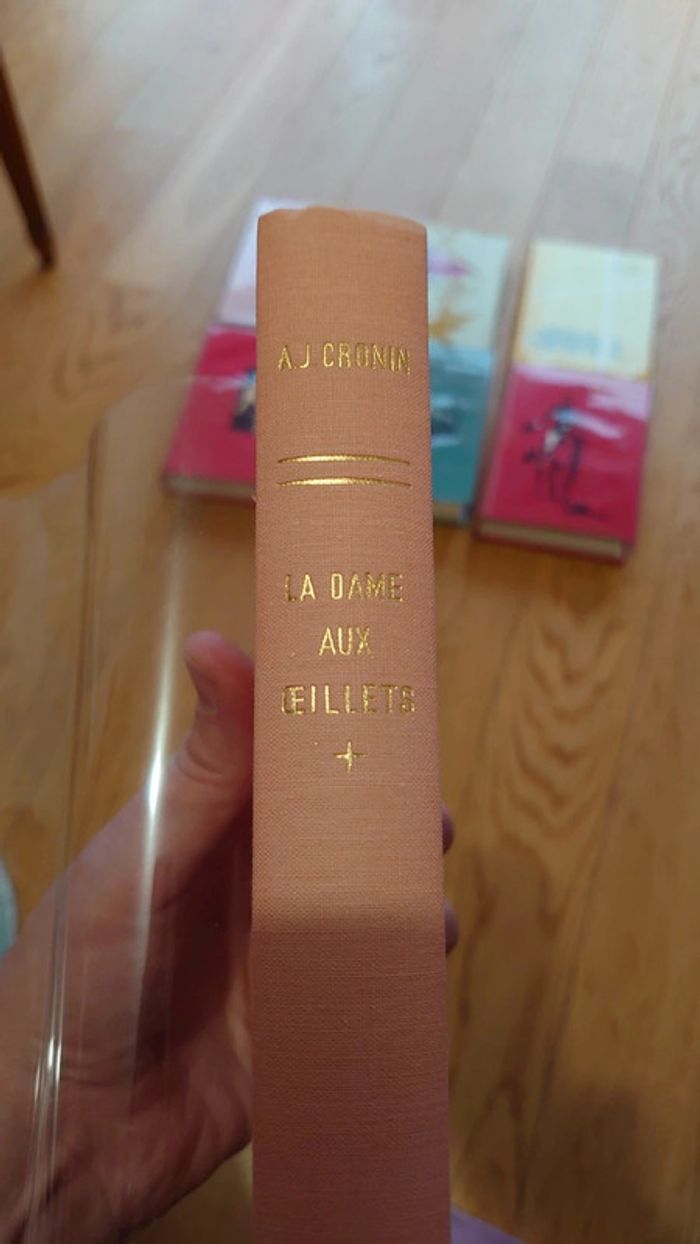 A.J. CRONIN
LA DAME
AUX
ŒILLETS